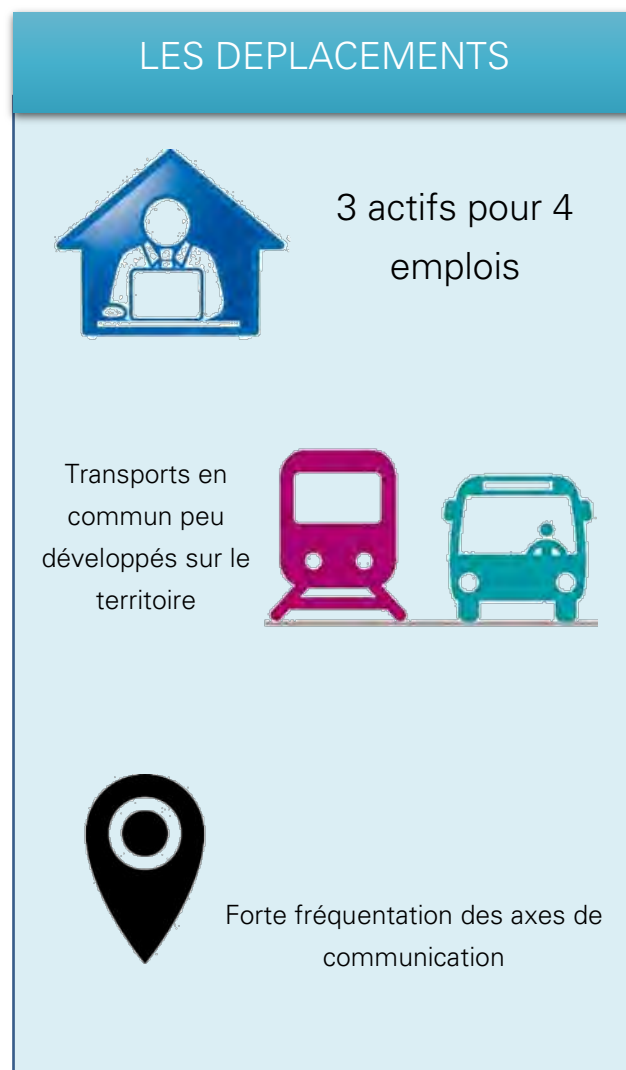 LES DEPLACEMENTS
3 actifs pour 4
emplois
Transports en
commun peu
développés sur le
territoire
Forte fréquentation des axes de
communication